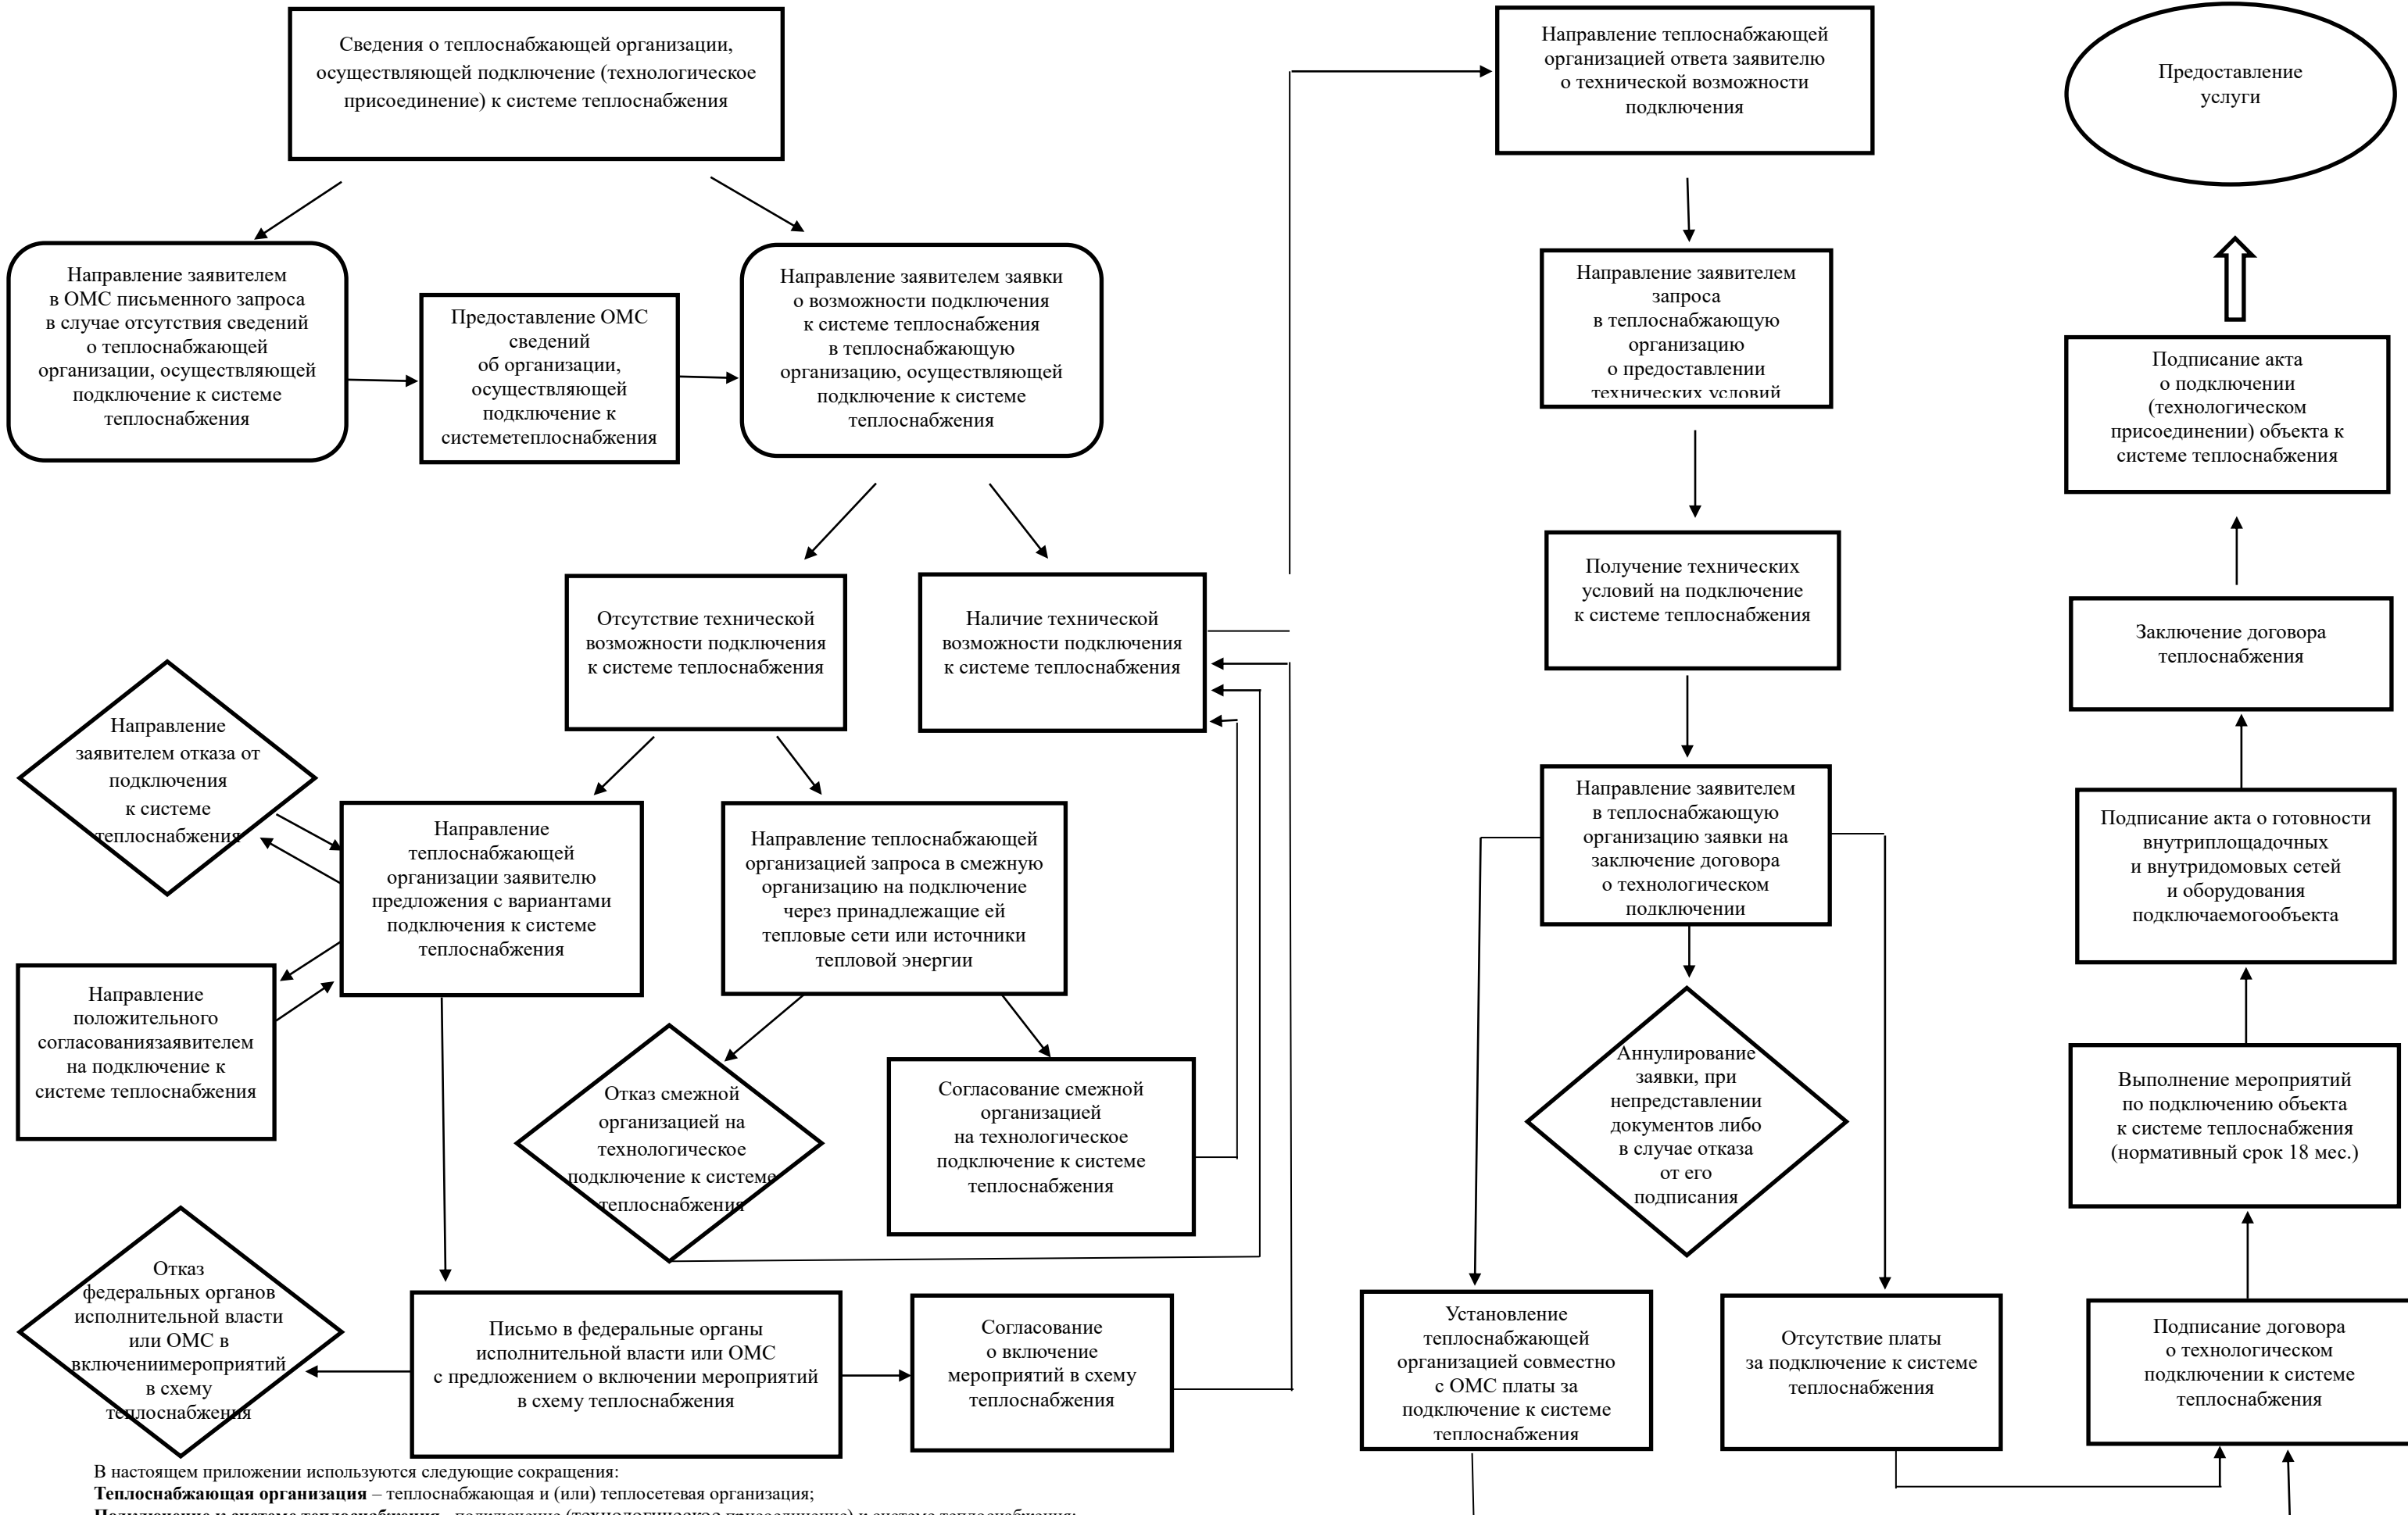 Сведения о теплоснабжающей организации,
осуществляющей подключение (технологическое
присоединение) к системе теплоснабжения
Направление заявителем
в ОМС письменного запроса
в случае отсутствия сведений
о теплоснабжающей
организации, осуществляющей
подключение к системе
теплоснабжения
Предоставление ОМС
сведений
об организации,
осуществляющей
подключение к
системетеплоснабжения
Направление заявителем заявки
о возможности подключения
к системе теплоснабжения
в теплоснабжающую
организацию, осуществляющей
подключение к системе
теплоснабжения
Отсутствие технической
возможности подключения
к системе теплоснабжения
Наличие технической
возможности подключения
к системе теплоснабжения
Направление
заявителем отказа от
подключения
к системе
теплоснабжения
Направление
теплоснабжающей
организации заявителю
предложения с вариантами
подключения к системе
теплоснабжения
Направление теплоснабжающей
организацией запроса в смежную
организацию на подключение
через принадлежащие ей
тепловые сети или источники
тепловой энергии
Направление
положительного
согласованиязаявителем
на подключение к
системе теплоснабжения
Отказ смежной
организацией на
технологическое
подключение к системе
теплоснабжения
Согласование смежной
организацией
на технологическое
подключение к системе
теплоснабжения
Отказ
федеральных органов
исполнительной власти
или ОМС в
включениимероприятий
в схему
теплоснабжения
Письмо в федеральные органы
исполнительной власти или ОМС
с предложением о включении мероприятий
в схему теплоснабжения
Согласование
о включение
мероприятий в схему
теплоснабжения
Направление теплоснабжающей
организацией ответа заявителю
о технической возможности
подключения
Направление заявителем
запроса
в теплоснабжающую
организацию
о предоставлении
технических условий
Получение технических
условий на подключение
к системе теплоснабжения
Направление заявителем
в теплоснабжающую
организацию заявки на
заключение договора
о технологическом
подключении
Аннулирование
заявки, при
непредставлении
документов либо
в случае отказа
от его
подписания
Установление
теплоснабжающей
организацией совместно
с ОМС платы за
подключение к системе
теплоснабжения
Отсутствие платы
за подключение к системе
теплоснабжения
Предоставление
услуги
Подписание акта
о подключении
(технологическом
присоединении) объекта к
системе теплоснабжения
Заключение договора
теплоснабжения
Подписание акта о готовности
внутриплощадочных
и внутридомовых сетей
и оборудования
подключаемогообъекта
Выполнение мероприятий
по подключению объекта
к системе теплоснабжения
(нормативный срок 18 мес.)
Подписание договора
о технологическом
подключении к системе
теплоснабжения
В настоящем приложении используются следующие сокращения:
Теплоснабжающая организация – теплоснабжающая и (или) теплосетевая организация;
Подключение к системе теплоснабжения - подключение (технологическое присоединение) к системе теплоснабжения;